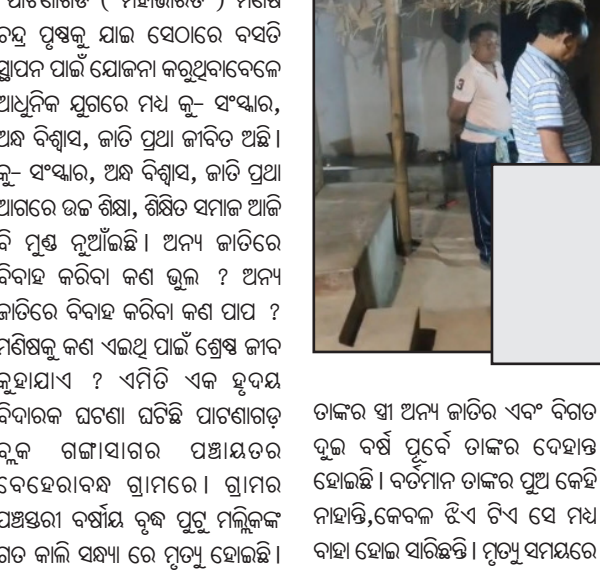 ପାଟଣାଗଡ ( ମହାଭାରତ ) ମଣିଷ
ଚନ୍ଦ୍ର ପୃଷ୍ଠକୁ ଯାଇ ସେଠାରେ ବସତି
ସ୍ଥାପନ ପାଇଁ ଯୋଜନା କରୁଥିବାବେଳେ
ଆଧୁନିକ ଯୁଗରେ ମଧ୍ୟ କୁ- ସଂସ୍କାର,
ଅନ୍ଧ ବିଶ୍ୱାସ, ଜାତି ପ୍ରଥା ଜୀବିତ ଅଛି।
କୁ- ସଂସ୍କାର, ଅନ୍ଧ ବିଶ୍ୱାସ, ଜାତି ପ୍ରଥା
ଆଗରେ ଉଚ୍ଚ ଶିକ୍ଷା, ଶିକ୍ଷିତ ସମାଜ ଆଜି
ବି ମୁଣ୍ଡ ନୁଆଁଇଛି। ଅନ୍ୟ ଜାତିରେ
ବିବାହ କରିବା କଣ ଭୁଲ ? ଅନ୍ୟ
ଜାତିରେ ବିବାହ କରିବା କଣ ପାପ ?
ମଣିଷକୁ କଣ ଏଇଥି ପାଇଁ ଶ୍ରେଷ୍ଠ ଜୀବ
କୁହାଯାଏ ? ଏମିତି ଏକ ହୃଦୟ
ବିଦାରକ ଘଟଣା ଘଟିଛି ପାଟଣାଗଡ଼
ବ୍ଲକ ଗଙ୍ଗାସାଗର ପଞ୍ଚାୟତର
ବେହେରାବନ୍ଧ ଗ୍ରାମରେ। ଗ୍ରାମର
ପଞ୍ଚସ୍ତରୀ ବର୍ଷୀୟ ବୃଦ୍ଧ ପୁଟୁ ମଲ୍ଲିକଙ୍କ
ଗତ କାଲି ସନ୍ଧ୍ୟା ରେ ମୃତ୍ୟୁ ହୋଇଛି।
ତାଙ୍କର ସ୍ତ୍ରୀ ଅନ୍ୟ ଜାତିର ଏବଂ ବିଗତ
ଦୁଇ ବର୍ଷ ପୂର୍ବେ ତାଙ୍କର ଦେହାନ୍ତ
ହୋଇଛି। ବର୍ତମାନ ତାଙ୍କର ପୁଅ କେହି
ନାହାନ୍ତି,କେବଳ ଝିଏ ଟିଏ ସେ ମଧ୍ୟ
ବାହା ହୋଇ ସାରିଛନ୍ତି। ମୃତ୍ୟୁ ସମୟରେ